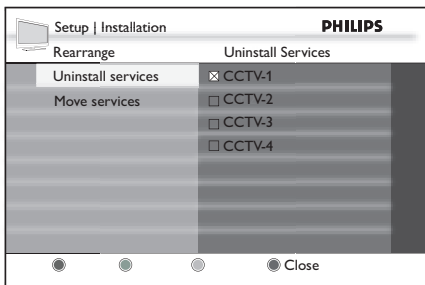 Setup | Installation
PHILIPS
Rearrange
Uninstall Services
Uninstall services
CCTV-1
Move services
CCTV-2
CCTV-3
CCTV-4
Close